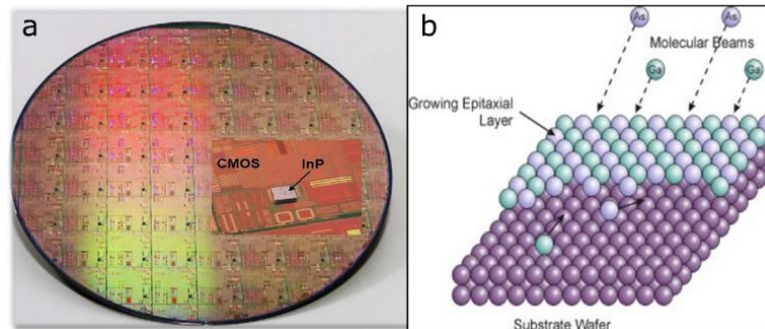 a
CMOS
InP
b
As
As
Molecular Beams
Ga
Ga
Growing Epitaxial
Layer
Substrate Wafer